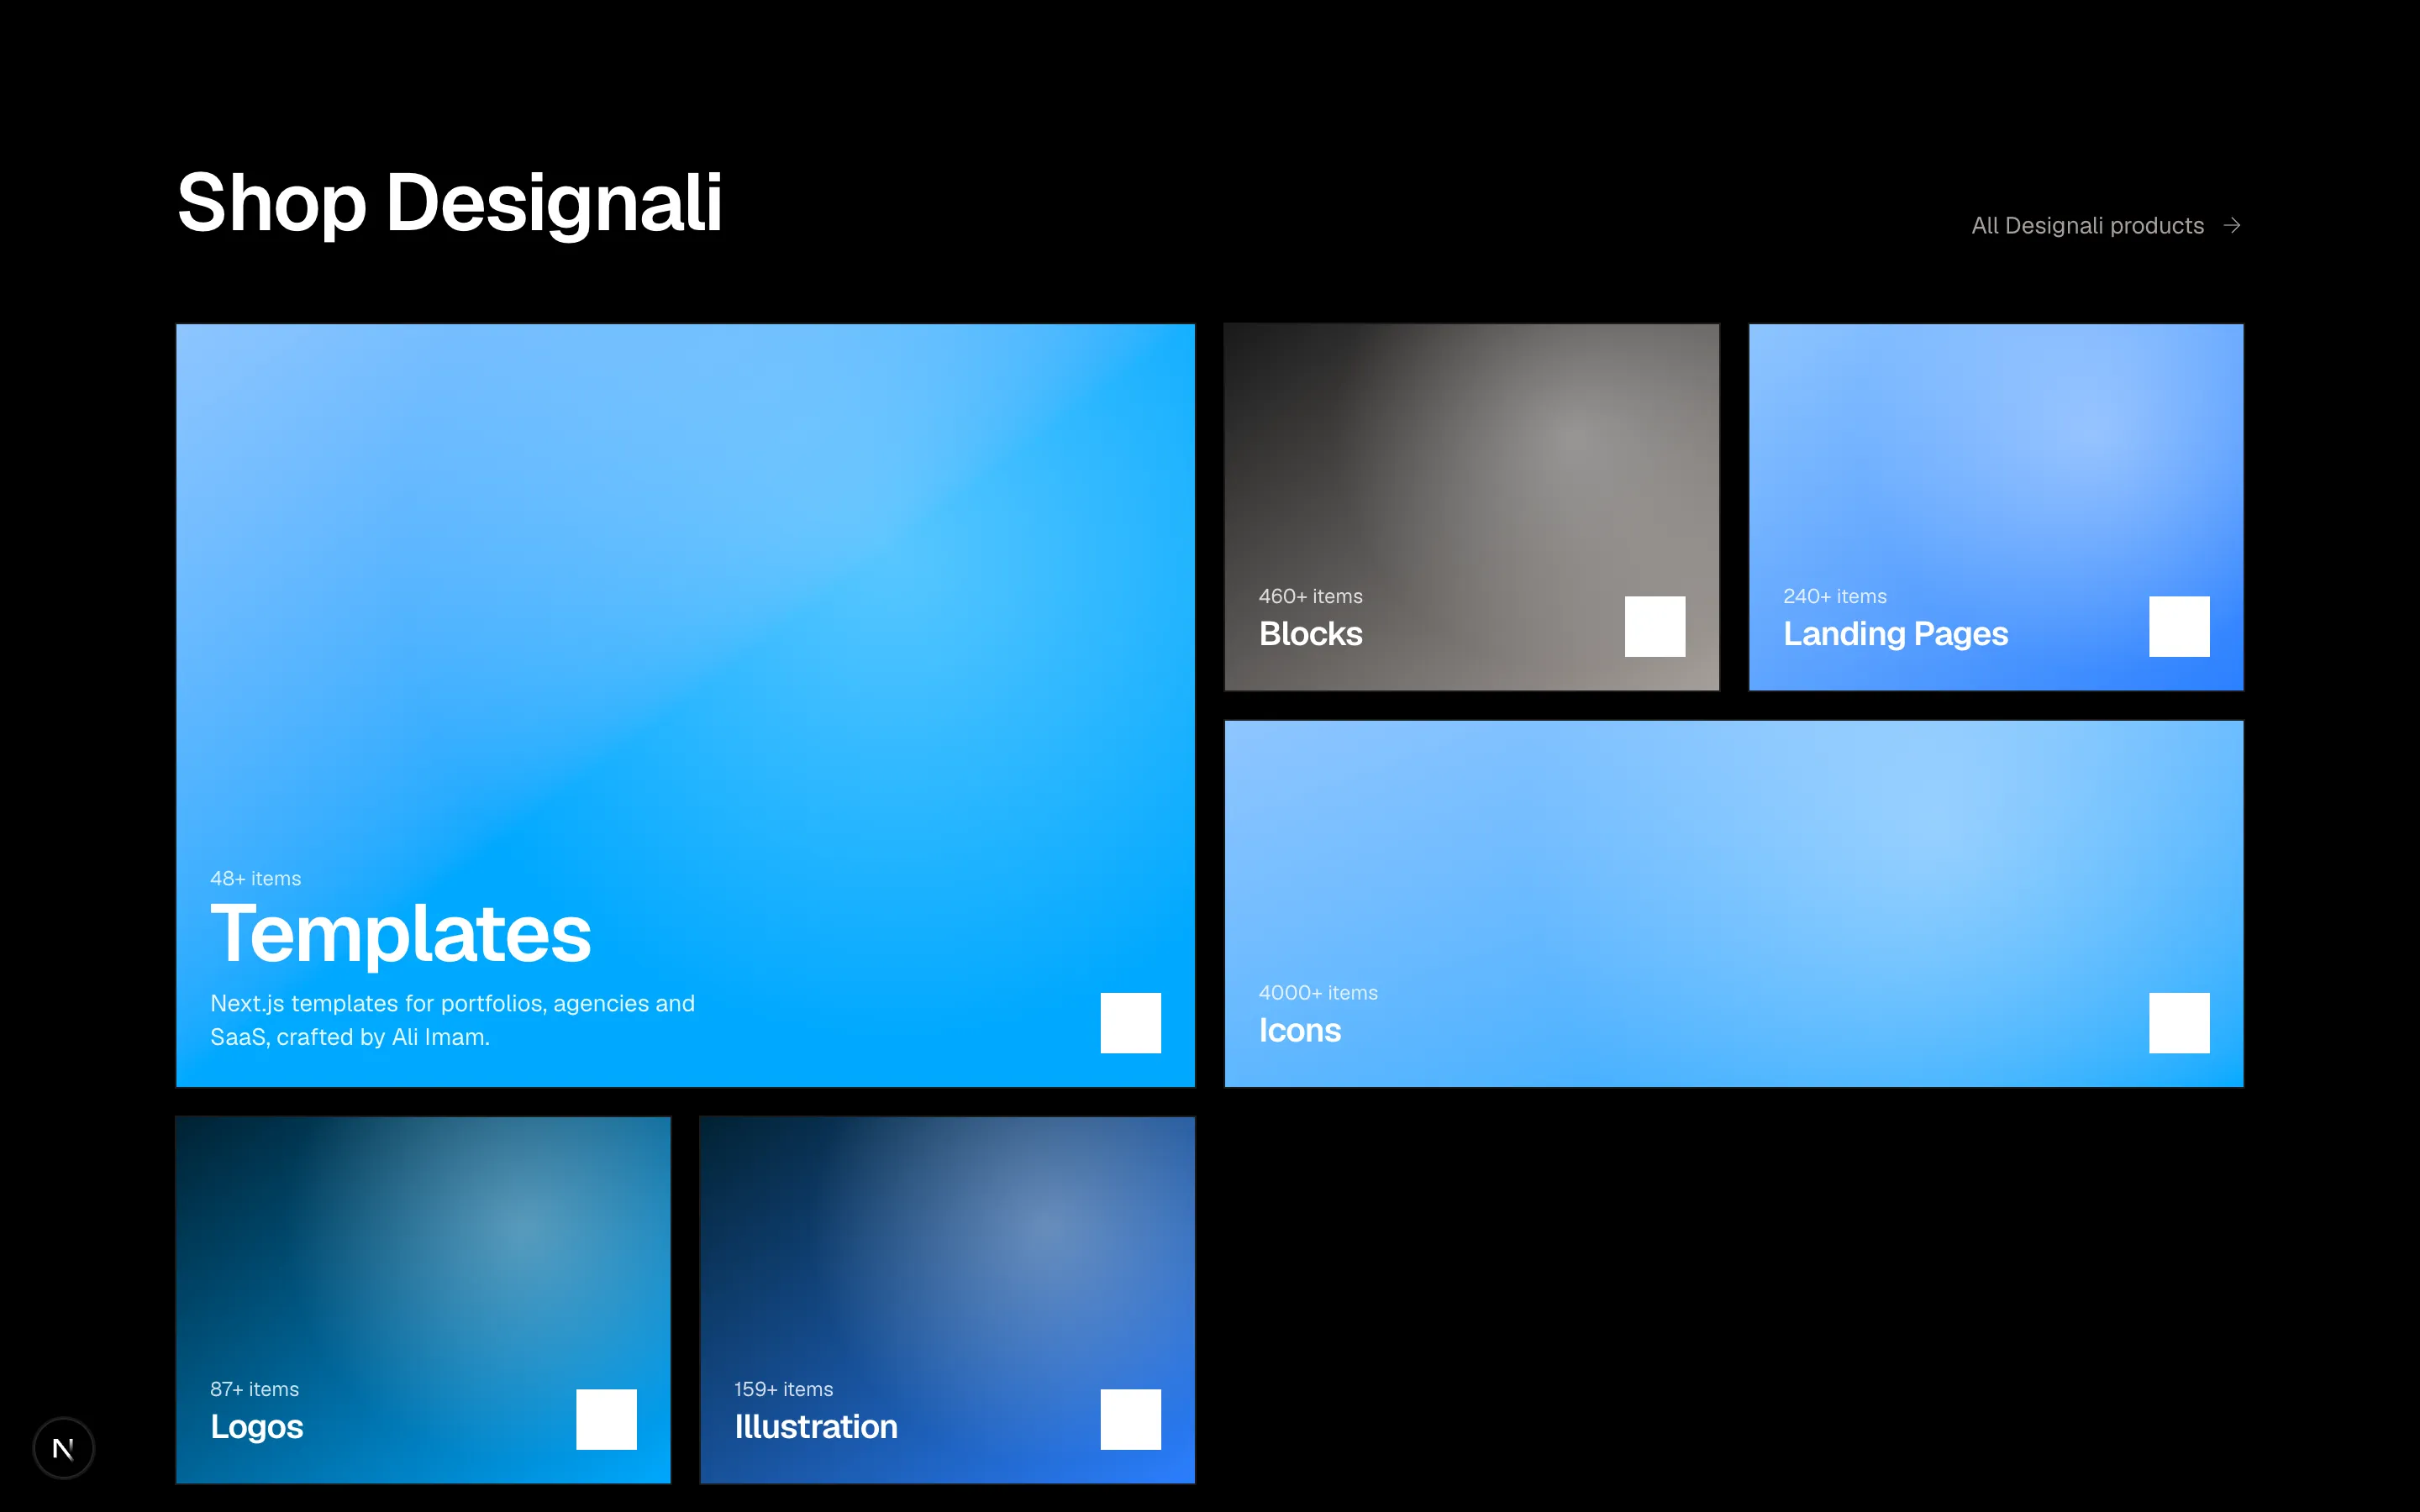 Shop Designali
All Designali products
48+ items
Templates
Next.js templates for portfolios, agencies and
SaaS, crafted by Ali Imam.
460+ items
Blocks
240+ items
Landing Pages
4000+ items
Icons
87+ items
Logos
159+ items
Illustration
N